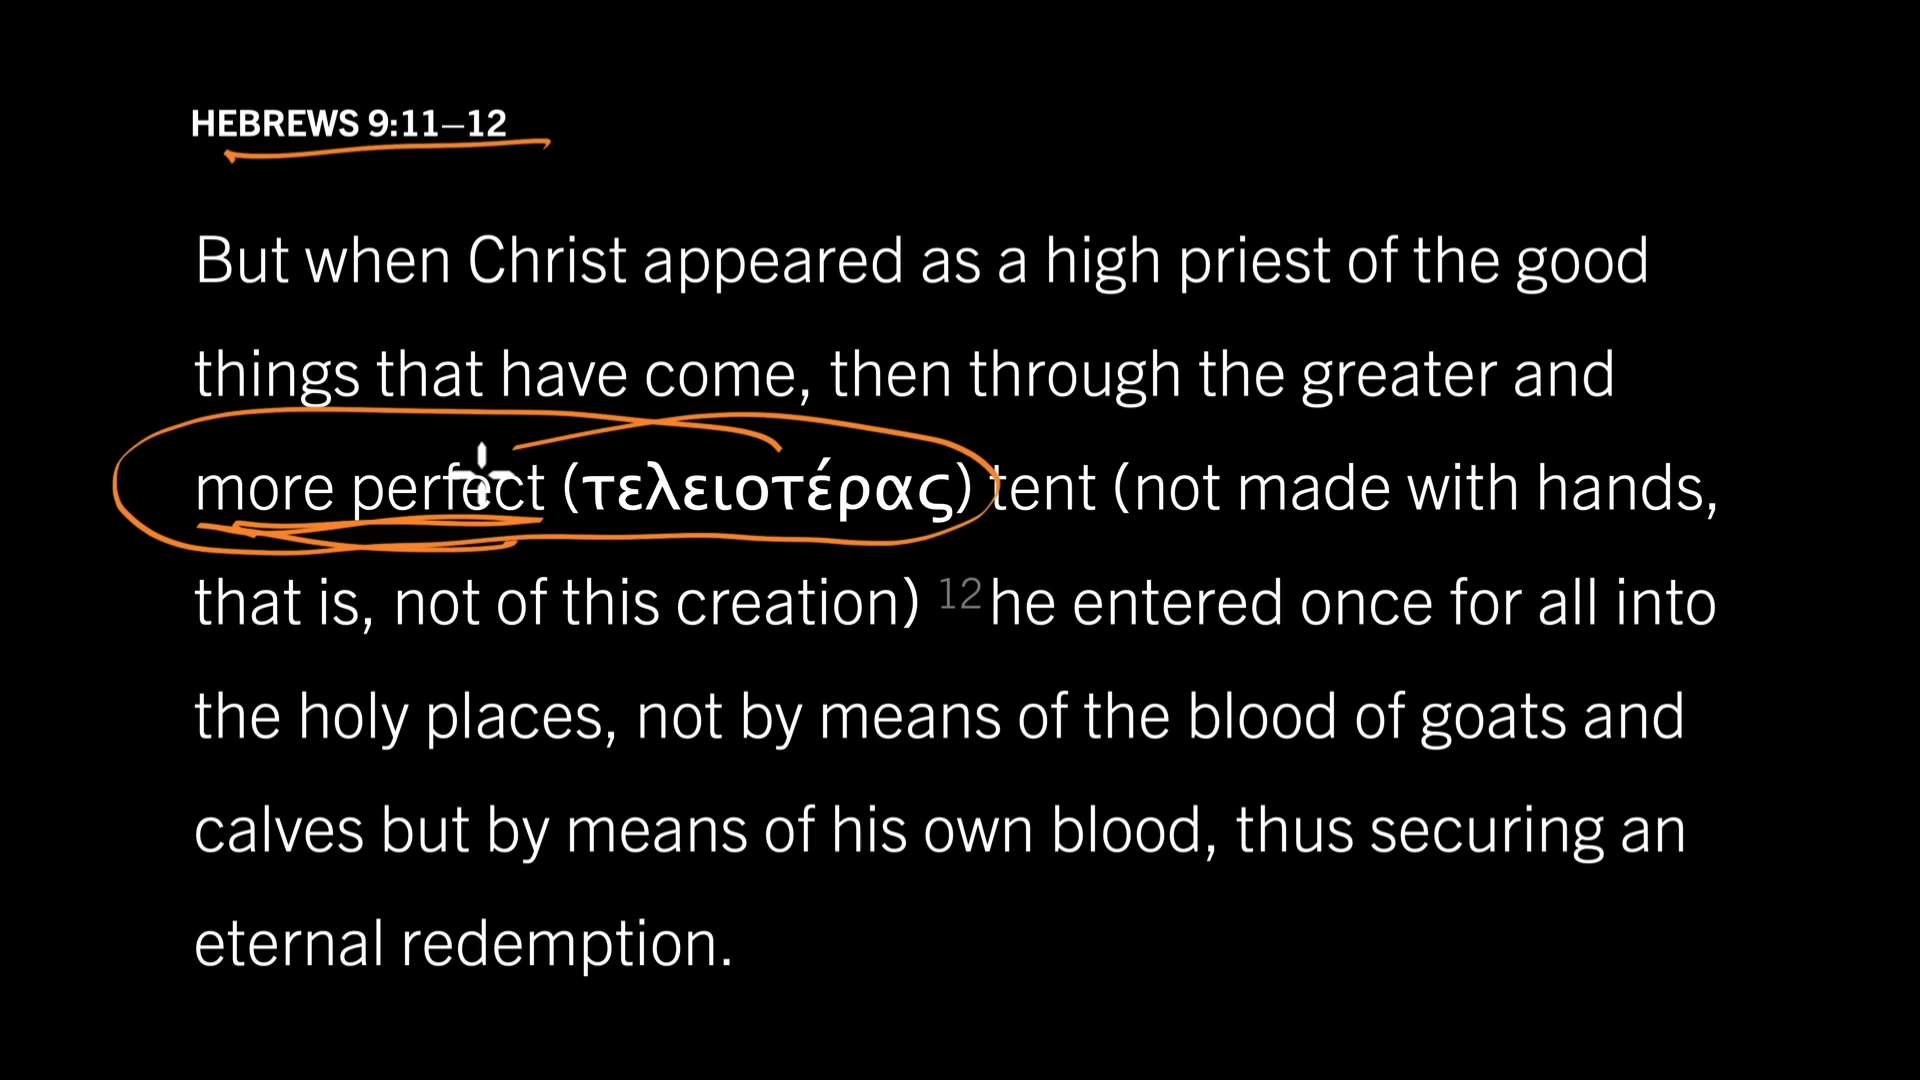 HEBREWS 9:11–12
But when Christ appeared as a high priest of the good
things that have come, then through the greater and
more perfect (τελειοτέρας) tent (not made with hands,
that is, not of this creation) 12 he entered once for all into
the holy places, not by means of the blood of goats and
calves but by means of his own blood, thus securing an
eternal redemption.